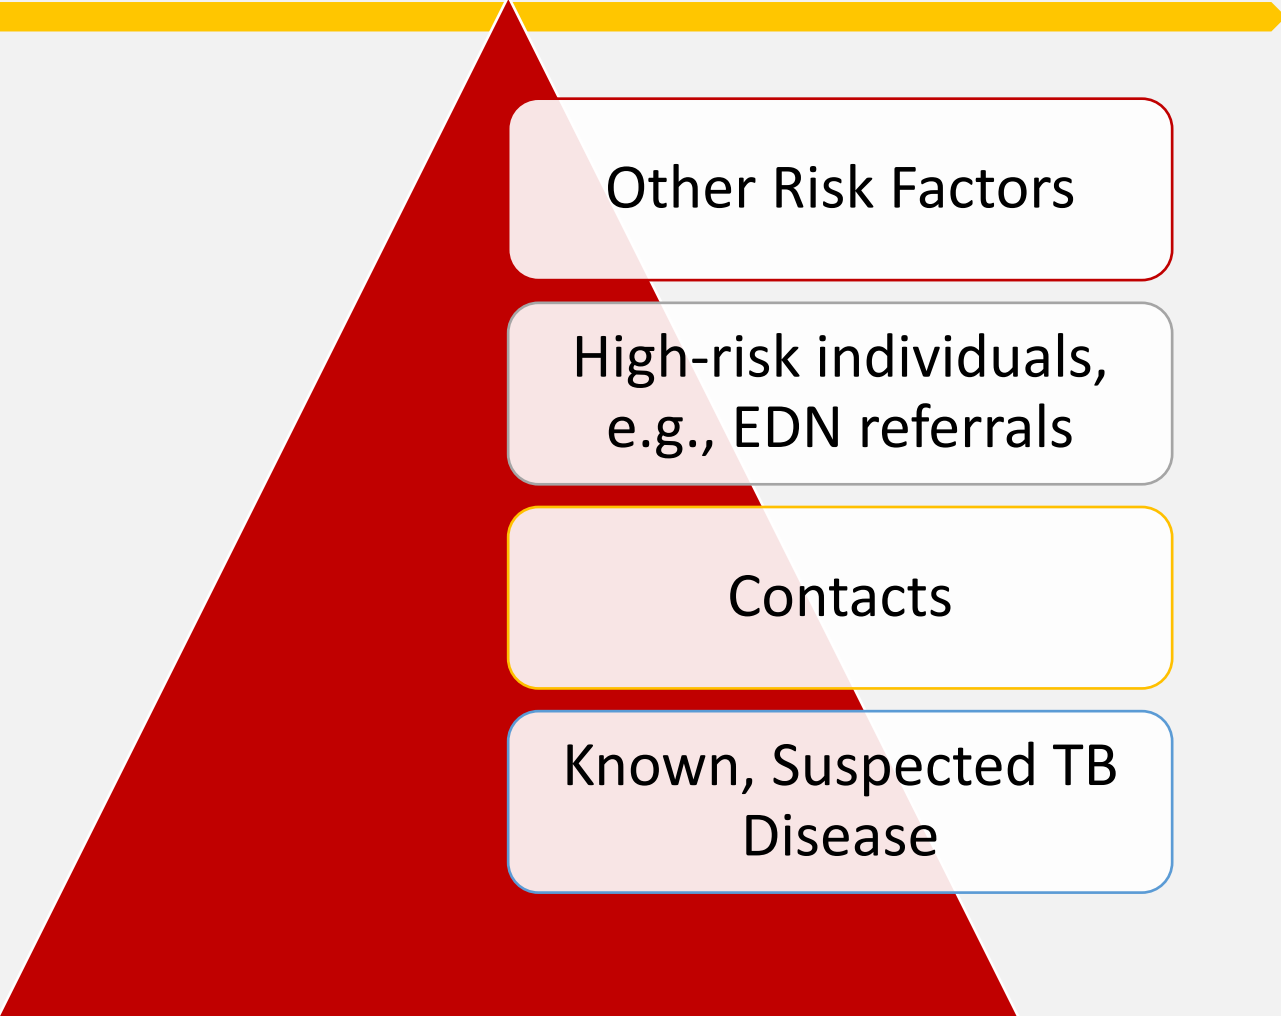 Other Risk Factors
High-risk individuals,
e.g., EDN referrals
Contacts
Known, Suspected TB
Disease